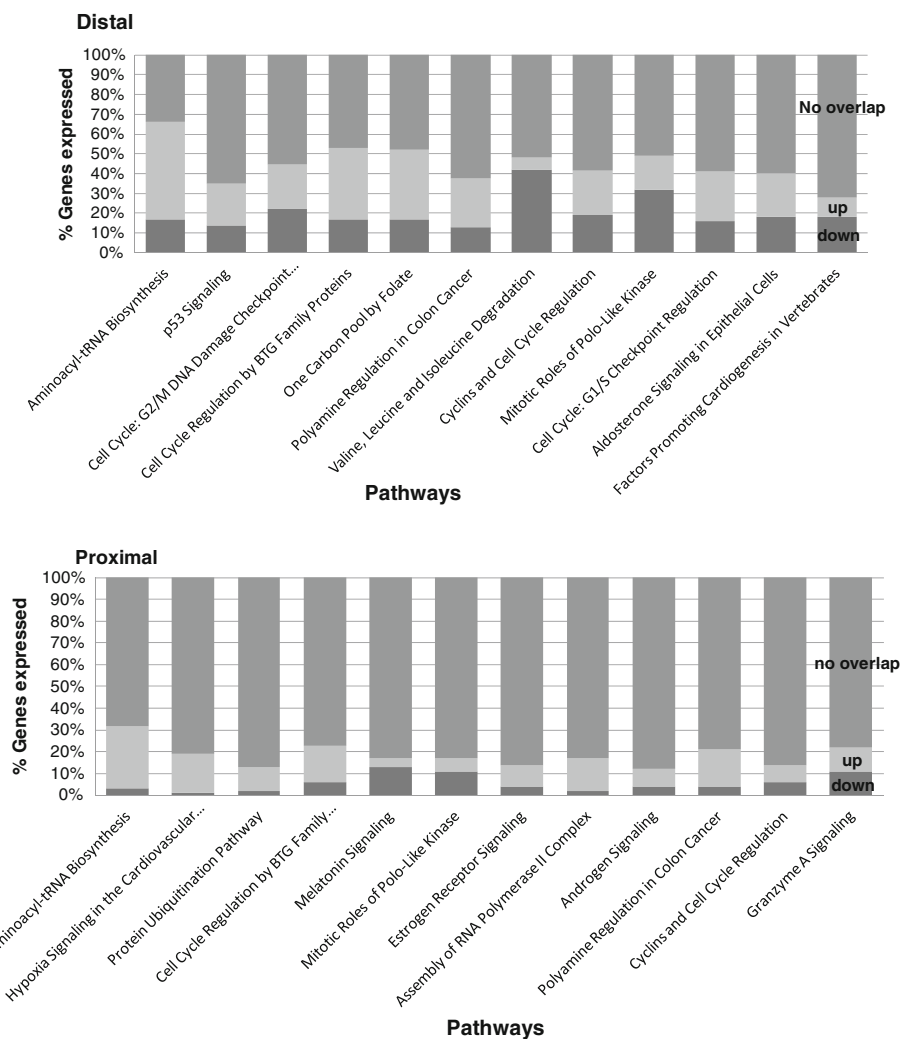 Distal
% Genes expressed
100%
90%
80%
70%
60%
50%
40%
30%
20%
10%
0%
No overlap
up
down
Aminoacyl-tRNA Biosynthesis
p53 Signaling
Cell Cycle: G2/M DNA Damage Checkpoint...
Cell Cycle Regulation by BTG Family Proteins
One Carbon Pool by Folate
Polyamine Regulation in Colon Cancer
Valine, Leucine and Isoleucine Degradation
Cyclins and Cell Cycle Regulation
Mitotic Roles of Polo-Like Kinase
Cell Cycle: G1/S Checkpoint Regulation
Aldosterone Signaling in Epithelial Cells
Factors Promoting Cardiogenesis in Vertebrates
Pathways
Proximal
% Genes expressed
100%
90%
80%
70%
60%
50%
40%
30%
20%
10%
0%
no overlap
up
down
minoacyl-tRNA Biosynthesis
Hypoxia Signaling in the Cardiovascular...
Protein Ubiquitination Pathway
Cell Cycle Regulation by BTG Family...
Melatonin Signaling
Mitotic Roles of Polo-Like Kinase
Estrogen Receptor Signaling
Assembly of RNA Polymerase II Complex
Androgen Signaling
Polyamine Regulation in Colon Cancer
Cyclins and Cell Cycle Regulation
Granzyme A Signaling
Pathways